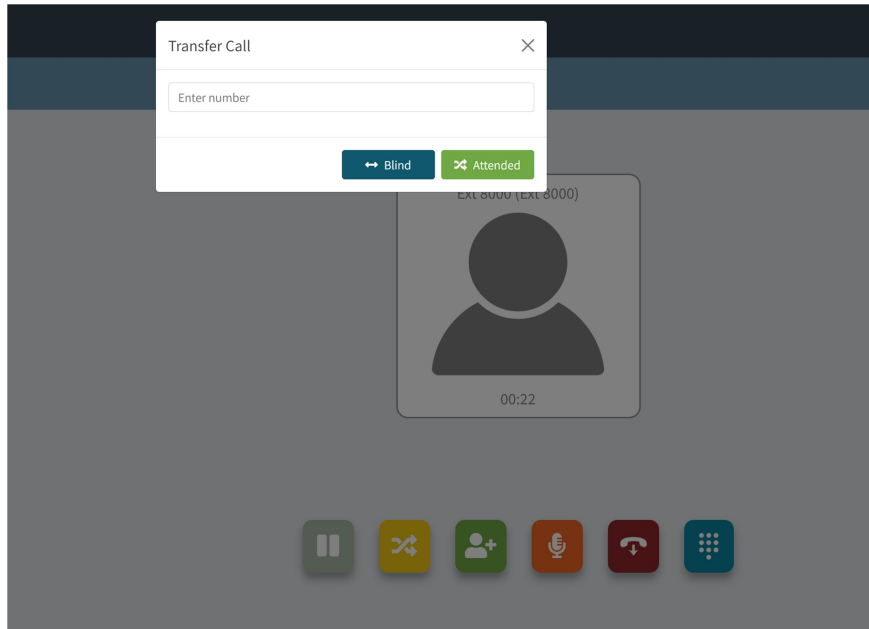 Transfer Call
Enter number
Blind
Attended
Ext 8000 (Ext 8000)
00:22